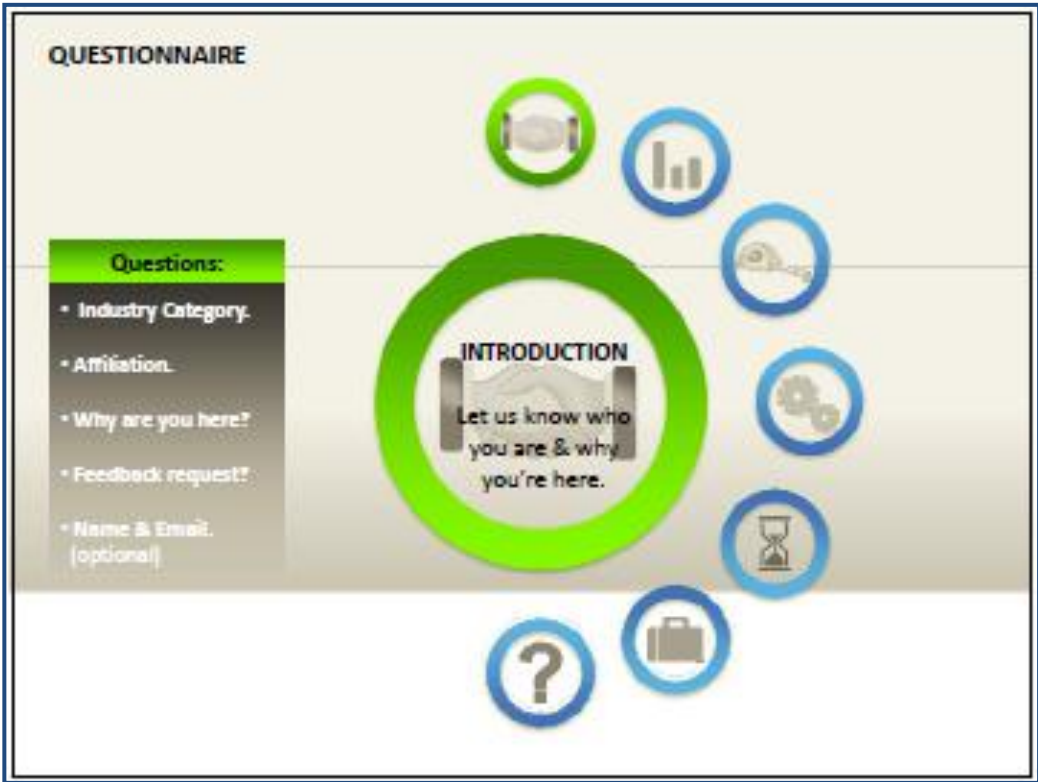 QUESTIONNAIRE
Questions:
• Industry Category.
• Affiliation.
• Why are you here?
• Feedback request?
• Name & Email.
(optional)
INTRODUCTION
Let us know who
you are & why
you're here.
?